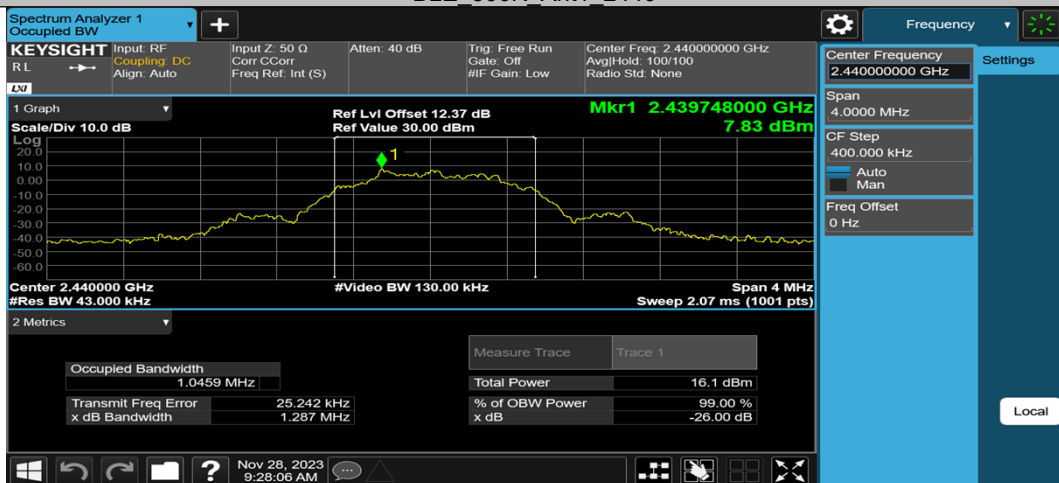 Spectrum Analyzer 1
Occupied BW
Frequency
KEYSIGHT
RL
LXI
Input: RF
Coupling: DC
Align: Auto
Input Z: 50 Ω
Corr CCorr
Freq Ref: Int (S)
Atten: 40 dB
Trig: Free Run
Gate: Off
#IF Gain: Low
Center Freq: 2.440000000 GHz
Avg|Hold: 100/100
Radio Std: None
Center Frequency
2.440000000 GHz
Settings
Span
4.0000 MHz
CF Step
400.000 kHz
Auto
Man
Freq Offset
0 Hz
Local
1 Graph
Scale/Div 10.0 dB
Ref Lvl Offset 12.37 dB
Ref Value 30.00 dBm
Mkr1 2.439748000 GHz
7.83 dBm
Log
20.0
10.0
0.00
-10.0
-20.0
-30.0
-40.0
-50.0
-60.0
1
Center 2.440000 GHz
#Res BW 43.000 kHz
#Video BW 130.00 kHz
Span 4 MHz
Sweep 2.07 ms (1001 pts)
2 Metrics
Measure Trace
Trace 1
Occupied Bandwidth
1.0459 MHz
Total Power
16.1 dBm
Transmit Freq Error
25.242 kHz
% of OBW Power
99.00 %
x dB Bandwidth
1.287 MHz
x dB
-26.00 dB
?
Nov 28, 2023
9:28:06 AM